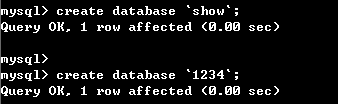 mysql> create database `show`;
Query OK, 1 row affected (0.00 sec)
mysql>
mysql> create database `1234`;
Query OK, 1 row affected (0.00 sec)